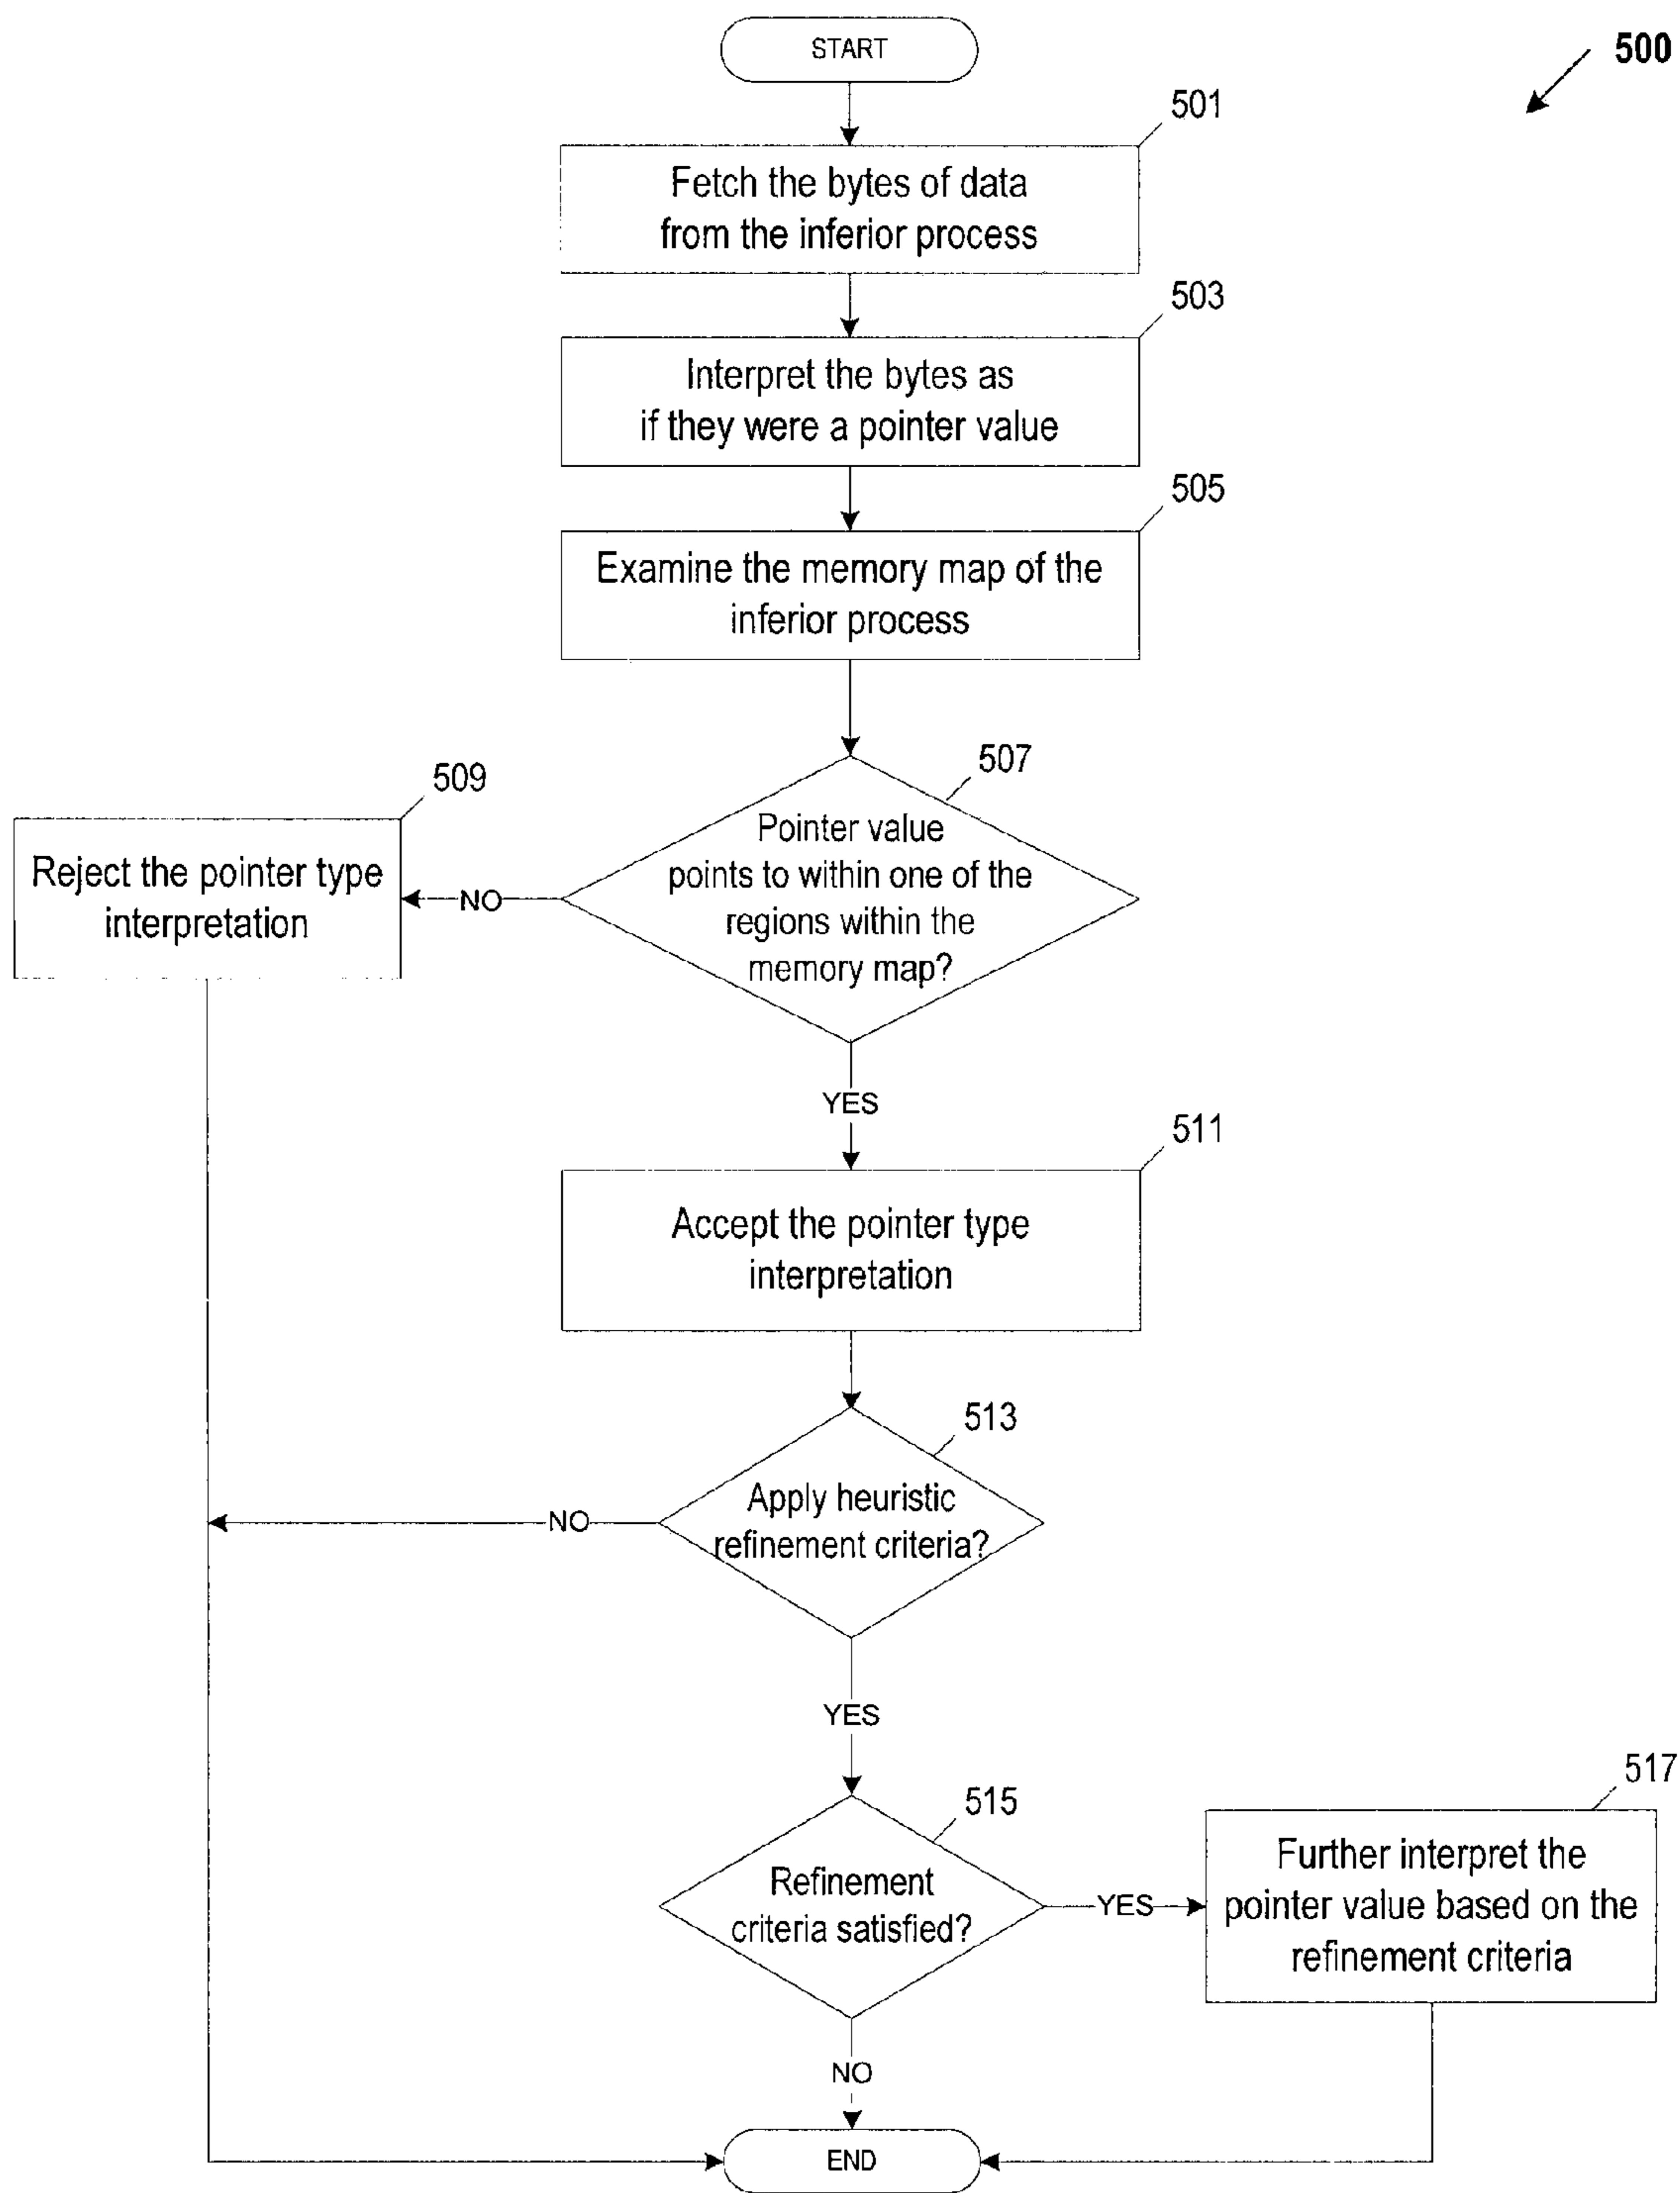 START
500
501
Fetch the bytes of data
from the inferior process
503
Interpret the bytes as
if they were a pointer value
505
Examine the memory map of the
inferior process
507
Pointer value
points to within one of the
regions within the
memory map?
509
Reject the pointer type
interpretation
NO
YES
511
Accept the pointer type
interpretation
513
Apply heuristic
refinement criteria?
NO
YES
515
Refinement
criteria satisfied?
YES
517
Further interpret the
pointer value based on the
refinement criteria
NO
END